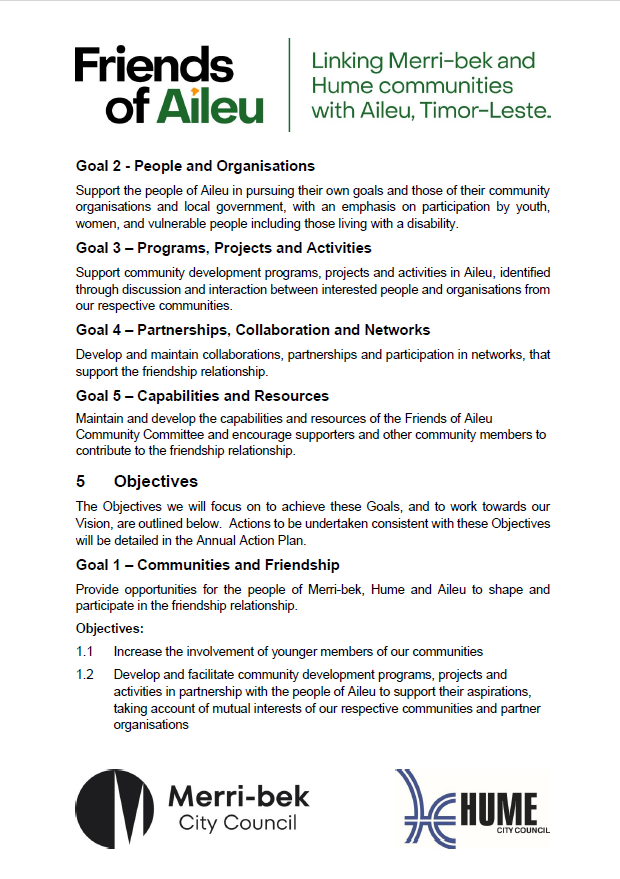 Friends
of Aileu
Linking Merri-bek and
Hume communities
with Aileu, Timor-Leste.
Goal 2 - People and Organisations
Support the people of Aileu in pursuing their own goals and those of their community
organisations and local government, with an emphasis on participation by youth,
women, and vulnerable people including those living with a disability.
Goal 3 – Programs, Projects and Activities
Support community development programs, projects and activities in Aileu, identified
through discussion and interaction between interested people and organisations from
our respective communities.
Goal 4 – Partnerships, Collaboration and Networks
Develop and maintain collaborations, partnerships and participation in networks, that
support the friendship relationship.
Goal 5 – Capabilities and Resources
Maintain and develop the capabilities and resources of the Friends of Aileu
Community Committee and encourage supporters and other community members to
contribute to the friendship relationship.
5 Objectives
The Objectives we will focus on to achieve these Goals, and to work towards our
Vision, are outlined below. Actions to be undertaken consistent with these Objectives
will be detailed in the Annual Action Plan.
Goal 1 – Communities and Friendship
Provide opportunities for the people of Merri-bek, Hume and Aileu to shape and
participate in the friendship relationship.
Objectives:
1.1 Increase the involvement of younger members of our communities
1.2 Develop and facilitate community development programs, projects and
activities in partnership with the people of Aileu to support their aspirations,
taking account of mutual interests of our respective communities and partner
organisations
Merri-bek
City Council
HUME
CITY COUNCIL